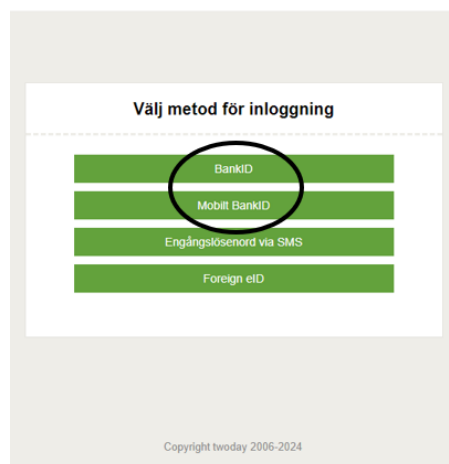 Välj metod för inloggning
BankID
Mobilt BankID
Engångslösenord via SMS
Foreign eID
Copyright twoday 2006-2024